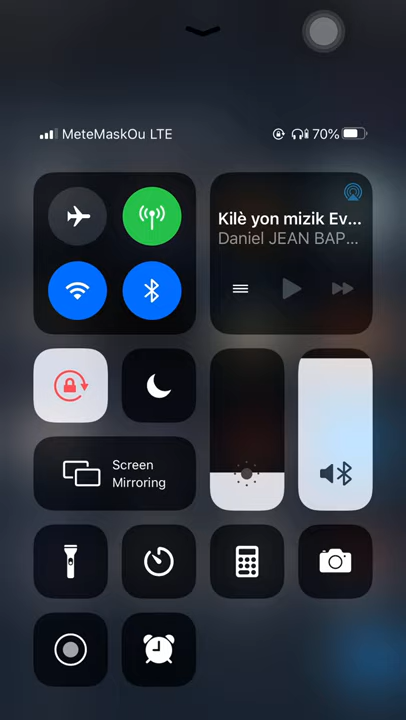 MeteMaskOu LTE
70%
Kilè yon mizik Ev...
Daniel JEAN BAP...
Screen
Mirroring